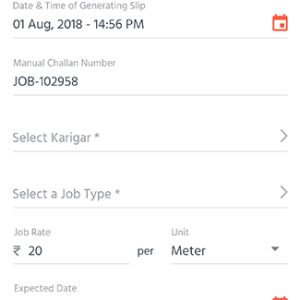 Date & Time of Generating Slip
01 Aug, 2018 - 14:56 PM
Manual Challan Number
JOB-102958
Select Karigar *
Select a Job Type *
Job Rate
Unit
₹ 20 per Meter
Expected Date